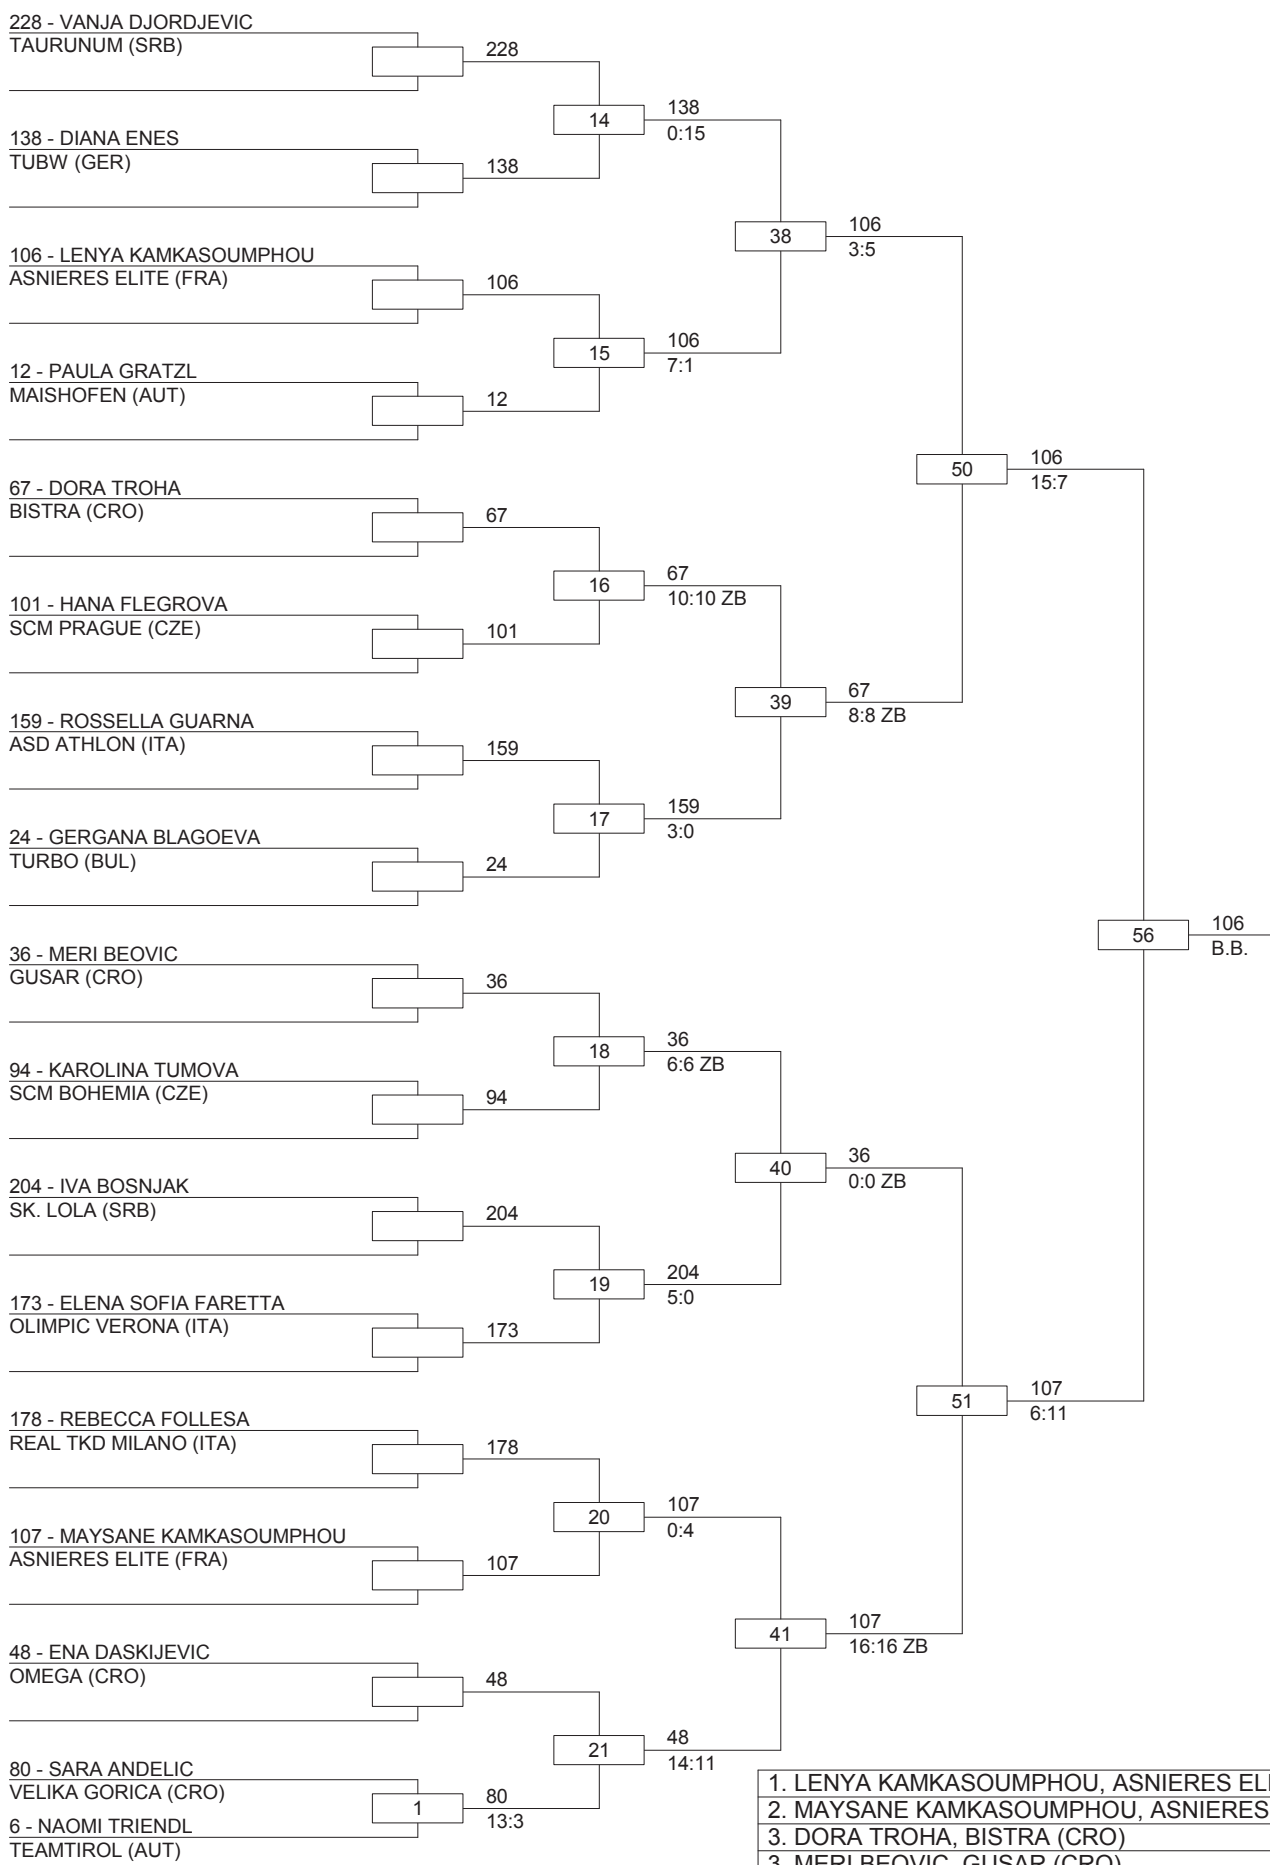 228 - VANJA DJORDJEVIC
TAURUNUM (SRB)
228
138 - DIANA ENES
TUBW (GER)
138
14
138
0:15
106 - LENYA KAMKASOUMPHOU
ASNIERES ELITE (FRA)
106
12 - PAULA GRATZL
MAISHOFEN (AUT)
12
15
106
7:1
38
106
3:5
67 - DORA TROHA
BISTRA (CRO)
67
101 - HANA FLEGROVA
SCM PRAGUE (CZE)
101
16
67
10:10 ZB
159 - ROSSELLA GUARNA
ASD ATHLON (ITA)
159
24 - GERGANA BLAGOEVA
TURBO (BUL)
24
17
159
3:0
39
67
8:8 ZB
50
106
15:7
36 - MERI BEOVIC
GUSAR (CRO)
36
94 - KAROLINA TUMOVA
SCM BOHEMIA (CZE)
94
18
36
6:6 ZB
204 - IVA BOSNJAK
SK. LOLA (SRB)
204
173 - ELENA SOFIA FARETTA
OLIMPIC VERONA (ITA)
173
19
204
5:0
40
36
0:0 ZB
178 - REBECCA FOLLESA
REAL TKD MILANO (ITA)
178
107 - MAYSANE KAMKASOUMPHOU
ASNIERES ELITE (FRA)
107
20
107
0:4
48 - ENA DASKIJEVIC
OMEGA (CRO)
48
80 - SARA ANDELIC
VELIKA GORICA (CRO)
6 - NAOMI TRIENDL
TEAMTIROL (AUT)
1
80
13:3
21
48
14:11
41
107
16:16 ZB
51
107
6:11
56
106
B.B.
1. LENYA KAMKASOUMPHOU, ASNIERES ELI
2. MAYSANE KAMKASOUMPHOU, ASNIERES
3. DORA TROHA, BISTRA (CRO)
3. MERI BEOVIC, GUSAR (CRO)